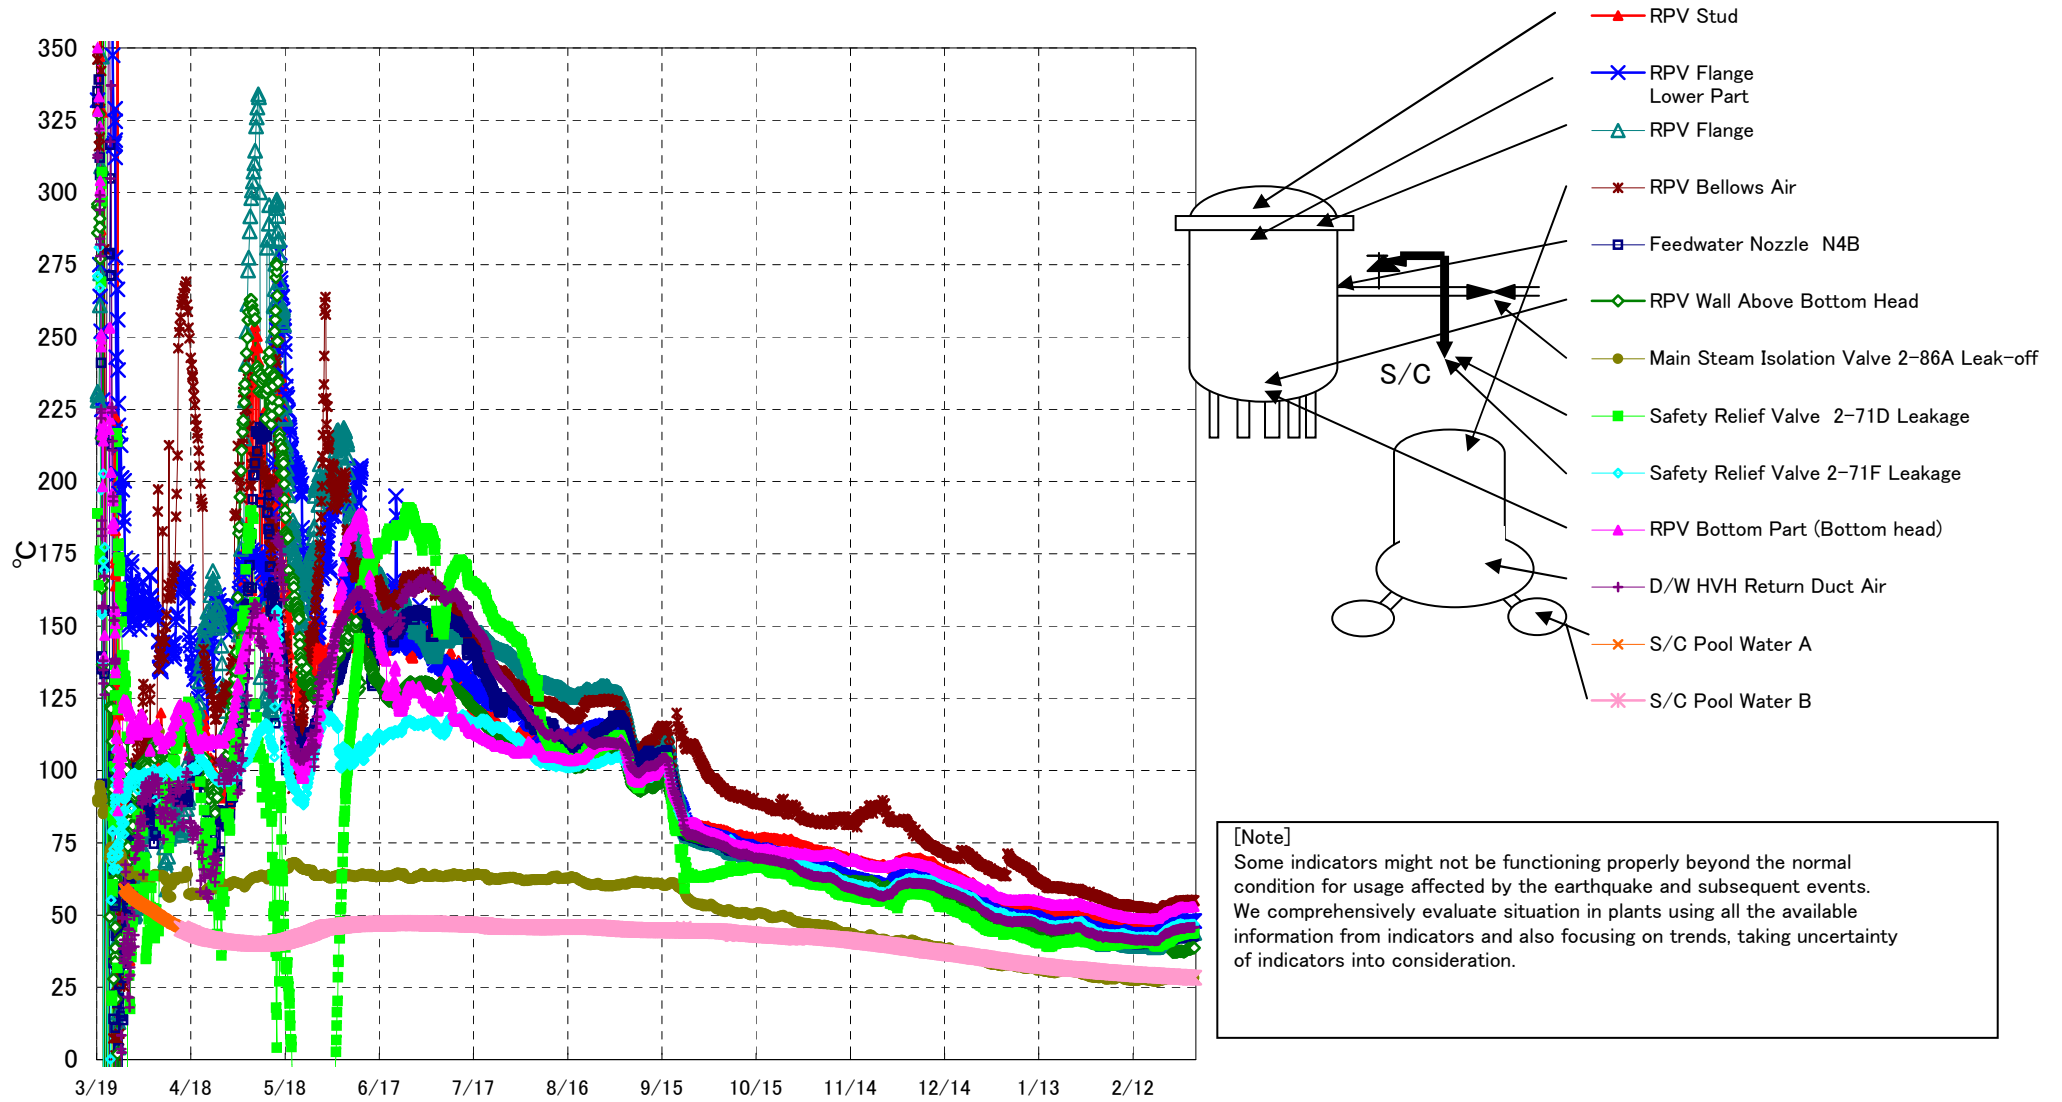 350
325
300
275
250
225
200
175
150
125
100
75
50
25
0
℃
3/19
4/18
5/18
6/17
7/17
8/16
9/15
10/15
11/14
12/14
1/13
2/12
RPV Stud
RPV Flange
Lower Part
RPV Flange
RPV Bellows Air
Feedwater Nozzle N4B
RPV Wall Above Bottom Head
Main Steam Isolation Valve 2-86A Leak-off
Safety Relief Valve 2-71D Leakage
Safety Relief Valve 2-71F Leakage
RPV Bottom Part (Bottom head)
D/W HVH Return Duct Air
S/C Pool Water A
S/C Pool Water B
S/C
[Note]
Some indicators might not be functioning properly beyond the normal
condition for usage affected by the earthquake and subsequent events.
We comprehensively evaluate situation in plants using all the available
information from indicators and also focusing on trends, taking uncertainty
of indicators into consideration.